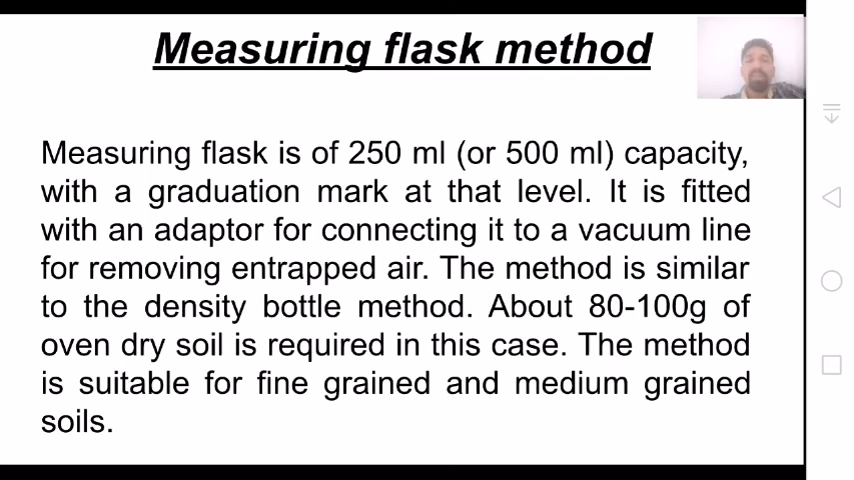 Measuring flask method
Measuring flask is of 250 ml (or 500 ml) capacity,
with a graduation mark at that level. It is fitted
with an adaptor for connecting it to a vacuum line
for removing entrapped air. The method is similar
to the density bottle method. About 80-100g of
oven dry soil is required in this case. The method
is suitable for fine grained and medium grained
soils.